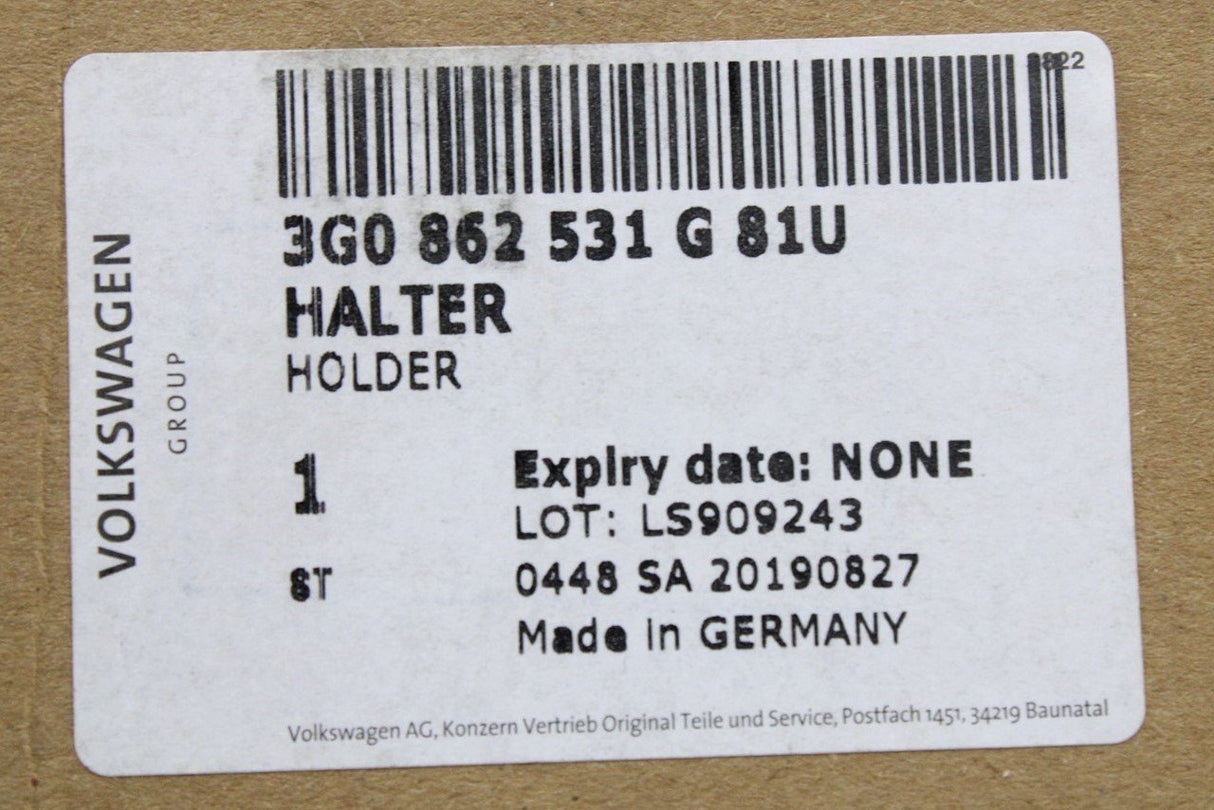 3G0 862 531 G 81U
HALTER
HOLDER
1
Expiry date: NONE
LOT: LS909243
ST
0448 SA 20190827
Made in GERMANY
Volkswagen AG, Konzern Vertrieb Original Teile und Service, Postfach 1451, 34219 Baunatal
VOLKSWAGEN
GROUP